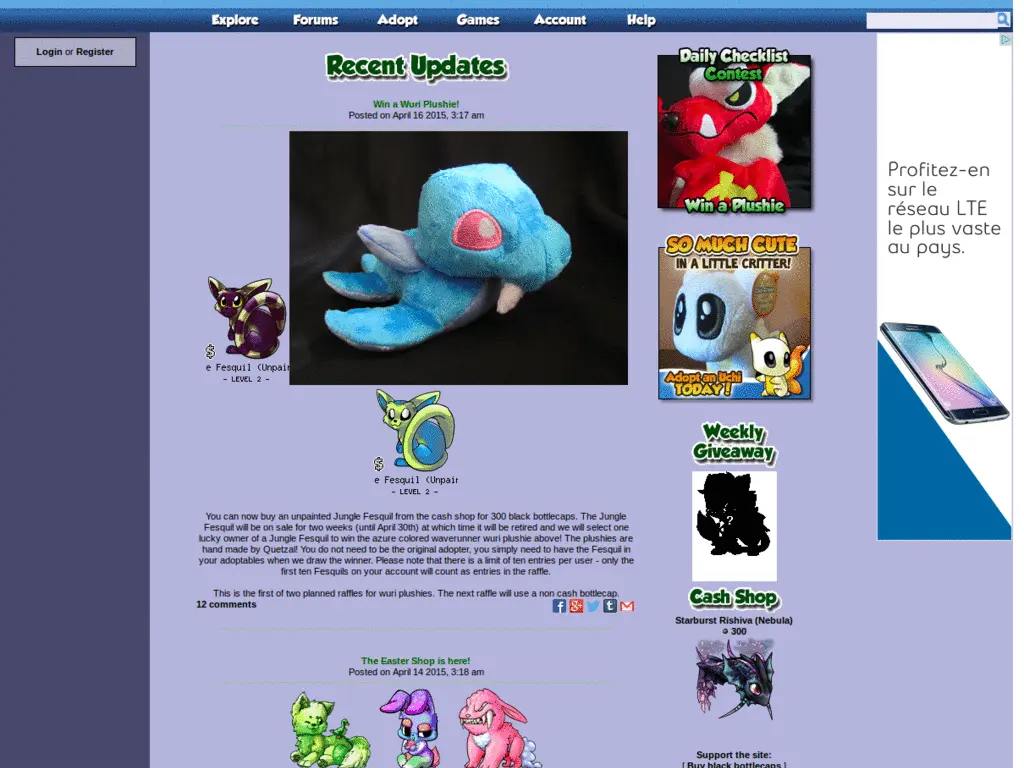 Explore Forums Adopt Games Account Help
Login or Register
Recent Updates
Win a Wuri Plushie!
Posted on April 16 2015, 3:17 am
e Fesquil (Unpai
- LEVEL 2 -
e Fesquil (Unpai
- LEVEL 2 -
You can now buy an unpainted Jungle Fesquil from the cash shop for 300 black bottlecaps. The Jungle
Fesquil will be on sale for two weeks (until April 30th) at which time it will be retired and we will select one
lucky owner of a Jungle Fesquil to win the azure colored waverunner wuri plushie above! The plushies are
hand made by Quetzal! You do not need to be the original adopter, you simply need to have the Fesquil in
your adoptables when we draw the winner. Please note that there is a limit of ten entries per user - only the
first ten Fesquils on your account will count as entries in the raffle.
This is the first of two planned raffles for wuri plushies. The next raffle will use a non cash bottlecap.
12 comments
The Easter Shop is here!
Posted on April 14 2015, 3:18 am
Daily Checklist
Contest
Win a Plushie
SO MUCH CUTE
IN A LITTLE CRITTER!
Adopt an Uchi
TODAY!
Weekly
Giveaway
?
Cash Shop
Starburst Rishiva (Nebula)
300
Support the site:
[ Buy black bottlecaps ]
Profitez-en
sur le
réseau LTE
le plus vaste
au pays.